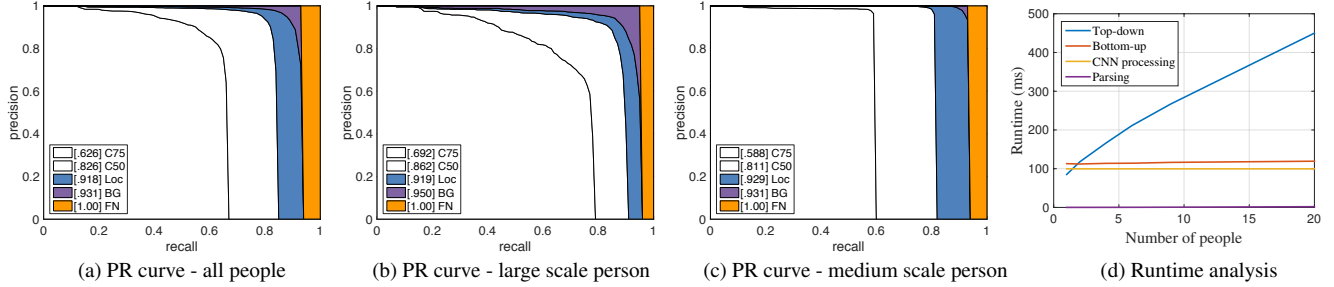 precision
1
0.8
0.6
0.4
0.2
0
[.626] C75
[.826] C50
[.918] Loc
[.931] BG
[1.00] FN
0 0.2 0.4 0.6 0.8 1
recall
(a) PR curve - all people
precision
1
0.8
0.6
0.4
0.2
0
[.692] C75
[.862] C50
[.919] Loc
[.950] BG
[1.00] FN
0 0.2 0.4 0.6 0.8 1
recall
(b) PR curve - large scale person
precision
1
0.8
0.6
0.4
0.2
0
[.588] C75
[.811] C50
[.929] Loc
[.931] BG
[1.00] FN
0 0.2 0.4 0.6 0.8 1
recall
(c) PR curve - medium scale person
Runtime (ms)
500
400
300
200
100
0
Top-down
Bottom-up
CNN processing
Parsing
0 5 10 15 20
Number of people
(d) Runtime analysis